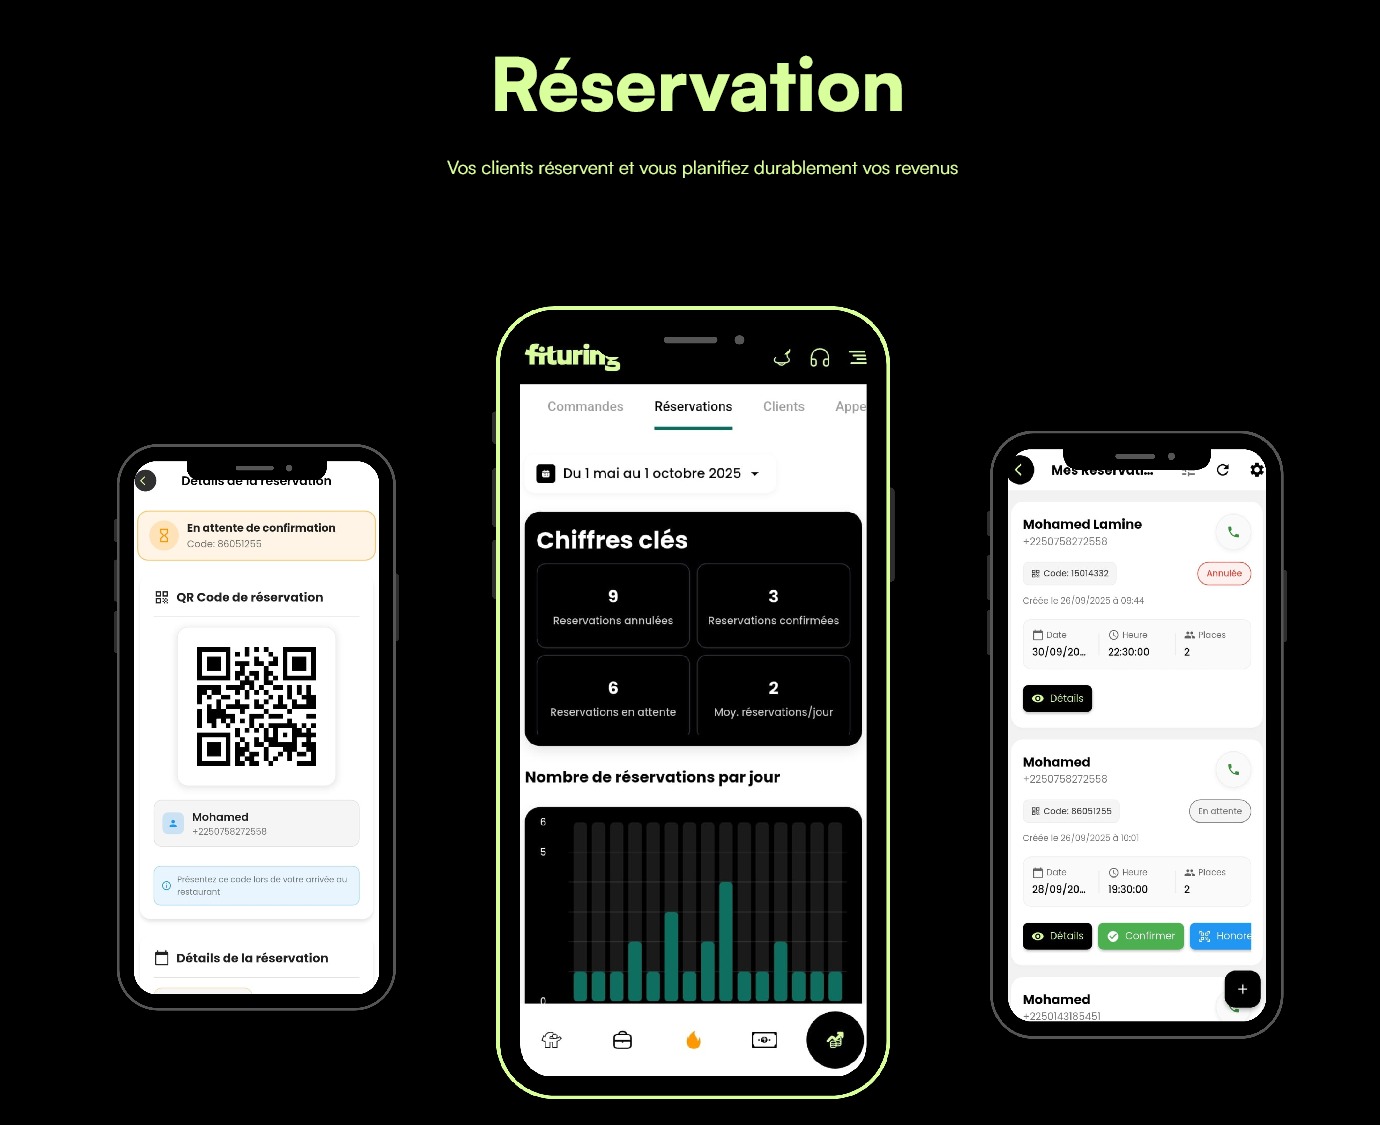 Réservation
Vos clients réservent et vous planifiez durablement vos revenus
Détails de la réservation
En attente de confirmation
Code: 86051255
QR Code de réservation
Mohamed
+2250758272558
Présentez ce code lors de votre arrivée au
restaurant
Détails de la réservation
fituring
Commandes Réservations Clients Appe
Du 1 mai au 1 octobre 2025
Chiffres clés
9 3
Reservations annulées Reservations confirmées
6 2
Reservations en attente Moy. réservations/jour
Nombre de réservations par jour
6
5
0
Mes Réservati...
Mohamed Lamine
+2250758272558
Code: 15014332 Annulée
Créée le 26/09/2025 à 09:44
Date Heure Places
30/09/20... 22:30:00 2
Détails
Mohamed
+2250758272558
Code: 86051255 En attente
Créée le 26/09/2025 à 10:01
Date Heure Places
28/09/20... 19:30:00 2
Détails Confirmer Honore
Mohamed
+2250143185451